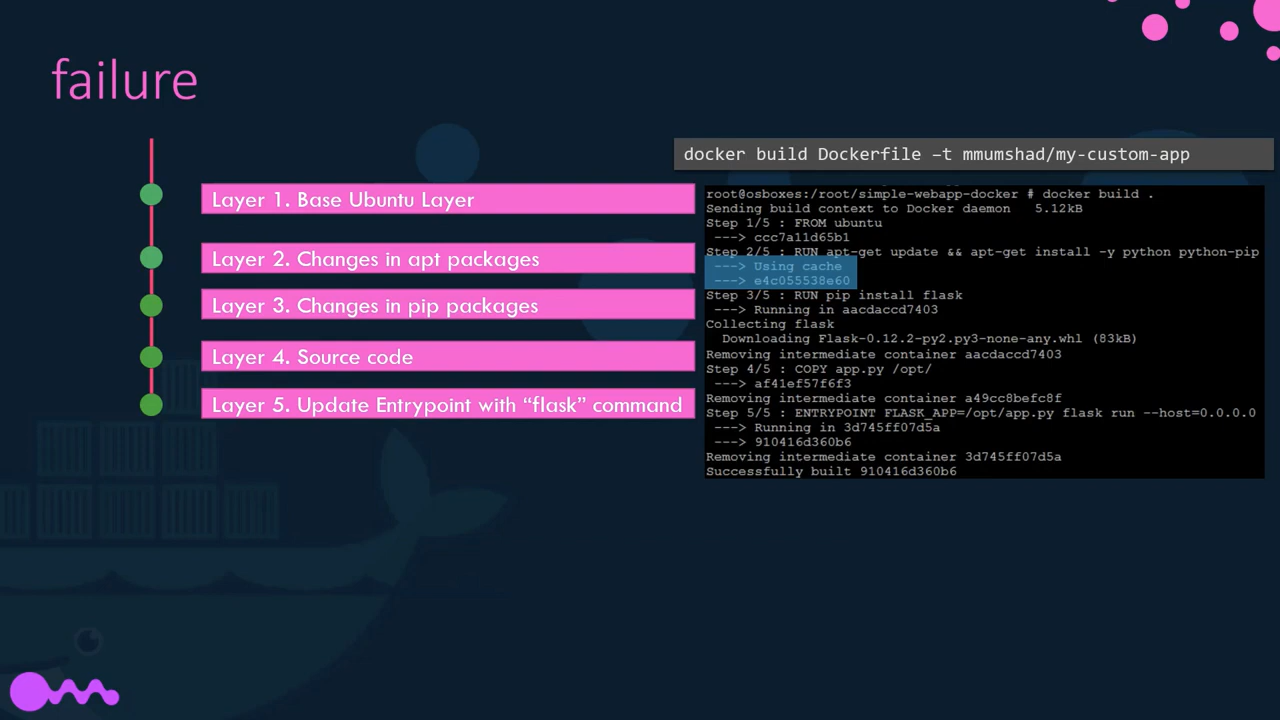 failure
docker build Dockerfile –t mmumshad/my-custom-app
Layer 1. Base Ubuntu Layer
Layer 2. Changes in apt packages
Layer 3. Changes in pip packages
Layer 4. Source code
Layer 5. Update Entrypoint with “flask” command
root@osboxes:/root/simple-webapp-docker # docker build .
Sending build context to Docker daemon 5.12kB
Step 1/5 : FROM ubuntu
---> ccc7a11d65b1
Step 2/5 : RUN apt-get update && apt-get install -y python python-pip
---> Using cache
---> e4c055538e60
Step 3/5 : RUN pip install flask
---> Running in aacdaccd7403
Collecting flask
Downloading Flask-0.12.2-py2.py3-none-any.whl (83kB)
Removing intermediate container aacdaccd7403
Step 4/5 : COPY app.py /opt/
---> af41ef57f6f3
Removing intermediate container a49cc8befc8f
Step 5/5 : ENTRYPOINT FLASK_APP=/opt/app.py flask run --host=0.0.0.0
---> Running in 3d745ff07d5a
---> 910416d360b6
Removing intermediate container 3d745ff07d5a
Successfully built 910416d360b6